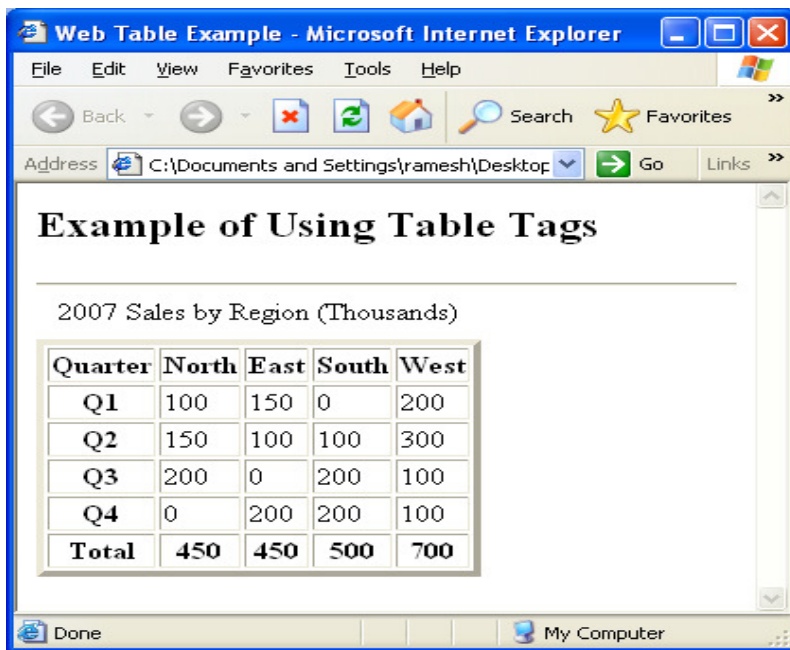 Web Table Example - Microsoft Internet Explorer
File Edit View Favorites Tools Help
Back Search Favorites »
Address C:\Documents and Settings\ramesh\Desktop Go Links »
Example of Using Table Tags
2007 Sales by Region (Thousands)
Quarter North East South West
Q1 100 150 0 200
Q2 150 100 100 300
Q3 200 0 200 100
Q4 0 200 200 100
Total 450 450 500 700
Done My Computer